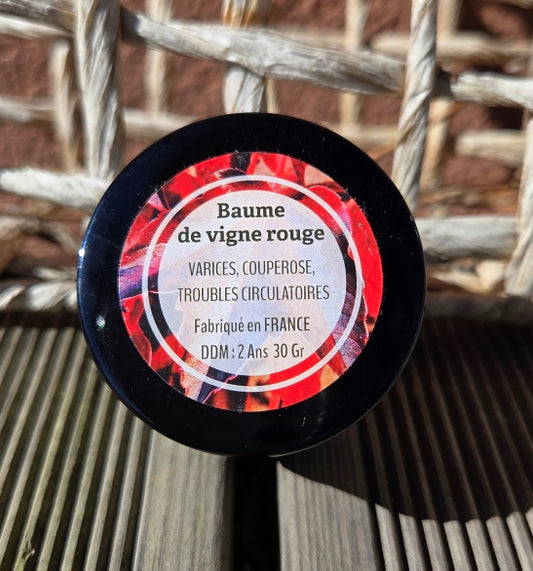 Baume
de vigne rouge
VARICES, COUPEROSE,
TROUBLES CIRCULATOIRES
Fabriqué en FRANCE
DDM : 2 Ans 30 Gr